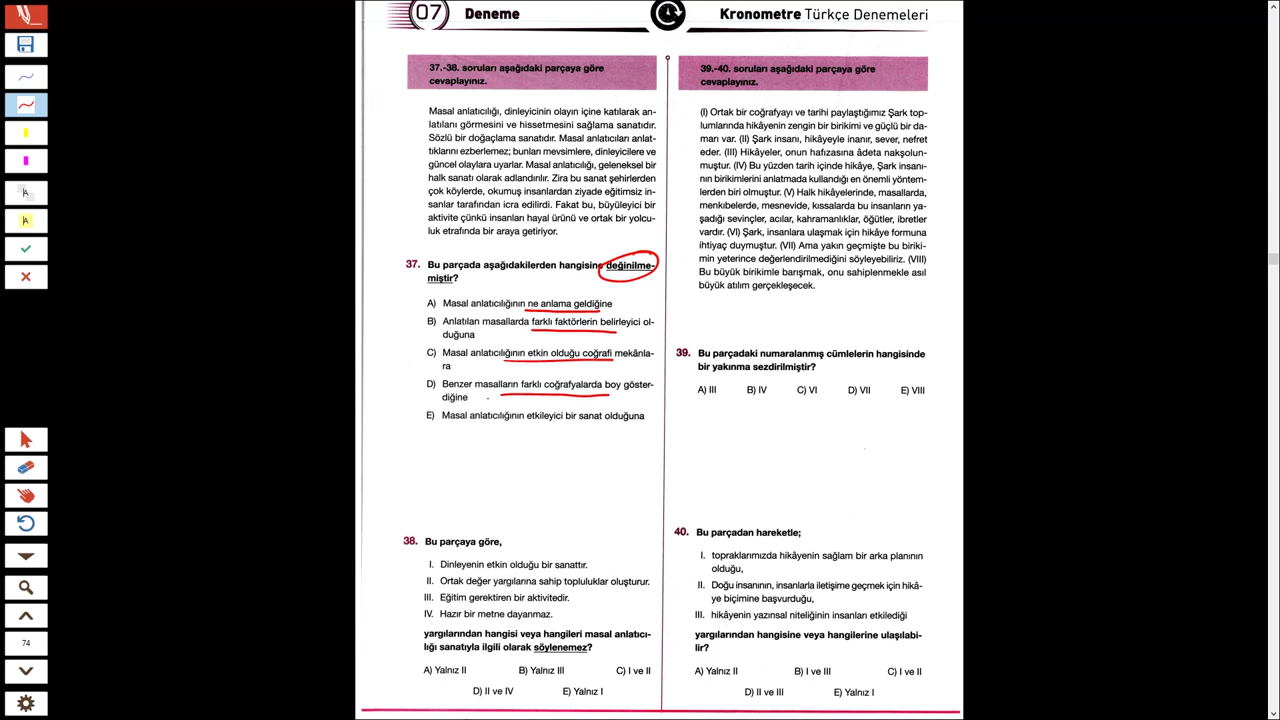 07 Deneme
Kronometre Türkçe Denemeleri
37.-38. soruları aşağıdaki parçaya göre
cevaplayınız.
Masal anlatıcılığı, dinleyicinin olayın içine katılarak an-
latılanı görmesini ve hissetmesini sağlama sanatıdır.
Sözlü bir doğaçlama sanatıdır. Masal anlatıcıları anlat-
tıklarını ezberlemez; bunları mevsimlere, dinleyicilere ve
güncel olaylara uyarlar. Masal anlatıcılığı, geleneksel bir
halk sanatı olarak adlandırılır. Zira bu sanat şehirlerden
çok köylerde, okumuş insanlardan ziyade eğitimsiz in-
sanlar tarafından icra edilirdi. Fakat bu, büyüleyici bir
aktivite çünkü insanları hayal ürünü ve ortak bir yolcu-
luk etrafında bir araya getiriyor.
37. Bu parçada aşağıdakilerden hangisine değinilme-
miştir?
A) Masal anlatıcılığının ne anlama geldiğine
B) Anlatılan masallarda farklı faktörlerin belirleyici ol-
duğuna
C) Masal anlatıcılığının etkin olduğu coğrafi mekânla-
ra
D) Benzer masalların farklı coğrafyalarda boy göster-
diğine
E) Masal anlatıcılığının etkileyici bir sanat olduğuna
38. Bu parçaya göre,
I. Dinleyenin etkin olduğu bir sanattır.
II. Ortak değer yargılarına sahip topluluklar oluşturur.
III. Eğitim gerektiren bir aktivitedir.
IV. Hazır bir metne dayanmaz.
yargılarından hangisi veya hangileri masal anlatıcı-
lığı sanatıyla ilgili olarak söylenemez?
A) Yalnız II B) Yalnız III C) I ve II
D) II ve IV E) Yalnız I
39.-40. soruları aşağıdaki parçaya göre
cevaplayınız.
(I) Ortak bir coğrafyayı ve tarihi paylaştığımız Şark top-
lumlarında hikâyenin zengin bir birikimi ve güçlü bir da-
marı var. (II) Şark insanı, hikâyeyle inanır, sever, nefret
eder. (III) Hikâyeler, onun hafızasına âdeta nakşolun-
muştur. (IV) Bu yüzden tarih içinde hikâye, Şark insanı-
nın birikimlerini anlatmada kullandığı en önemli yöntem-
lerden biri olmuştur. (V) Halk hikâyelerinde, masallarda,
menkıbelerde, mesnevide, kıssalarda bu insanların ya-
şadığı sevinçler, acılar, kahramanlıklar, öğütler, ibretler
vardır. (VI) Şark, insanlara ulaşmak için hikâye formuna
ihtiyaç duymuştur. (VII) Ama yakın geçmişte bu biriki-
min yeterince değerlendirilmediğini söyleyebiliriz. (VIII)
Bu büyük birikimle barışmak, onu sahiplenmekle asıl
büyük atılım gerçekleşecek.
39. Bu parçadaki numaralanmış cümlelerin hangisinde
bir yakınma sezdirilmiştir?
A) III B) IV C) VI D) VII E) VIII
40. Bu parçadan hareketle;
I. topraklarımızda hikâyenin sağlam bir arka planının
olduğu,
II. Doğu insanının, insanlarla iletişime geçmek için hikâ-
ye biçimine başvurduğu,
III. hikâyenin yazınsal niteliğinin insanları etkilediği
yargılarından hangisine veya hangilerine ulaşılabi-
lir?
A) Yalnız II B) I ve III C) I ve II
D) II ve III E) Yalnız I
74